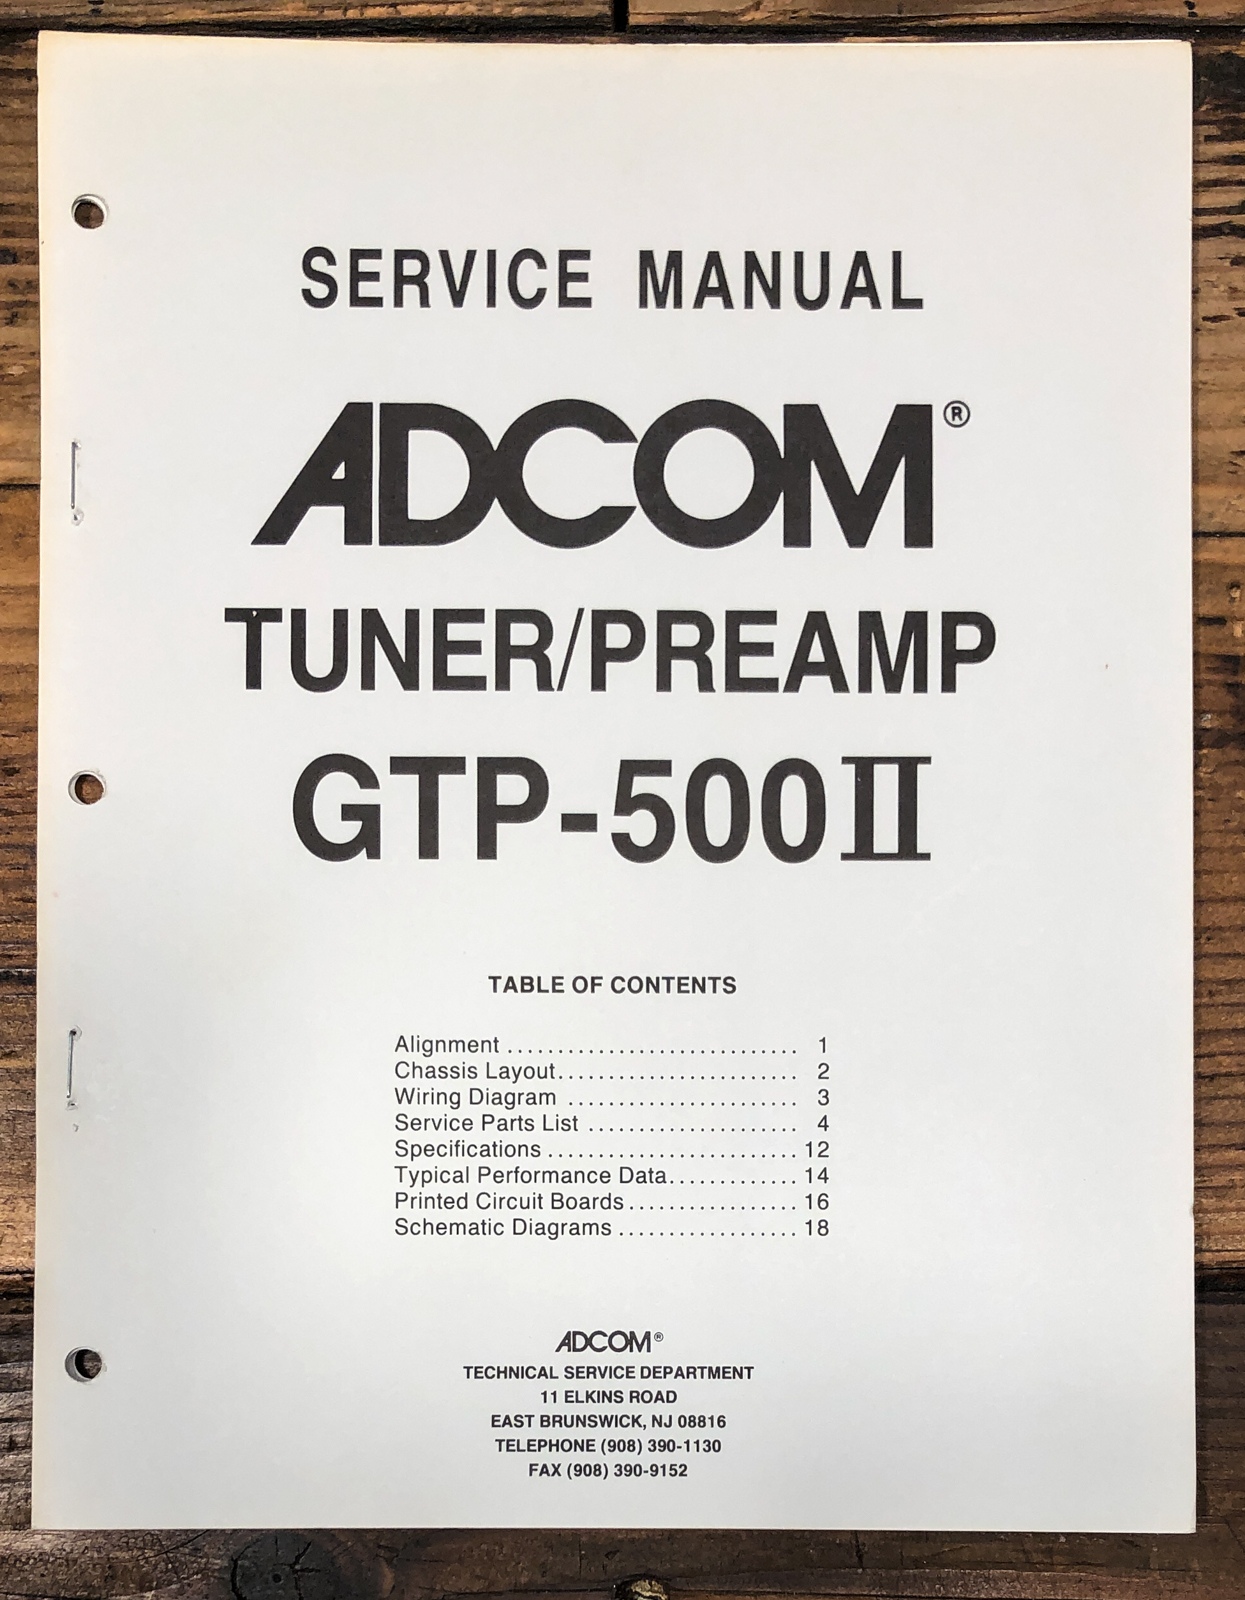 SERVICE MANUAL
ADCOM®
TUNER/PREAMP
GTP-500II
TABLE OF CONTENTS
Alignment ............................. 1
Chassis Layout........................ 2
Wiring Diagram ....................... 3
Service Parts List ..................... 4
Specifications ......................... 12
Typical Performance Data............. 14
Printed Circuit Boards................. 16
Schematic Diagrams .................. 18
ADCOM®
TECHNICAL SERVICE DEPARTMENT
11 ELKINS ROAD
EAST BRUNSWICK, NJ 08816
TELEPHONE (908) 390-1130
FAX (908) 390-9152